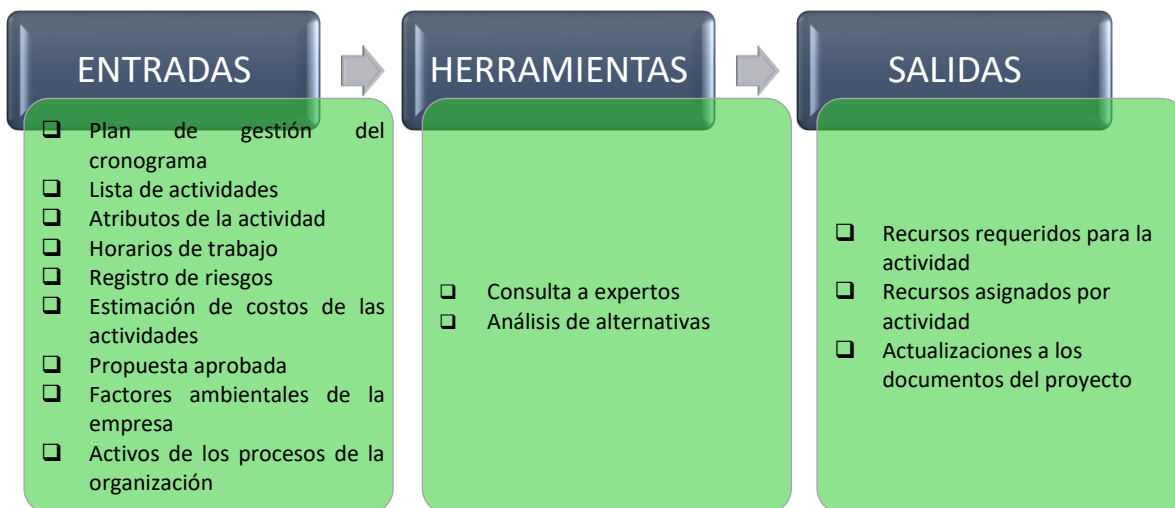 ENTRADAS
❑ Plan de gestión del
cronograma
❑ Lista de actividades
❑ Atributos de la actividad
❑ Horarios de trabajo
❑ Registro de riesgos
❑ Estimación de costos de las
actividades
❑ Propuesta aprobada
❑ Factores ambientales de la
empresa
❑ Activos de los procesos de la
organización
HERRAMIENTAS
❑ Consulta a expertos
❑ Análisis de alternativas
SALIDAS
❑ Recursos requeridos para la
actividad
❑ Recursos asignados por
actividad
❑ Actualizaciones a los
documentos del proyecto